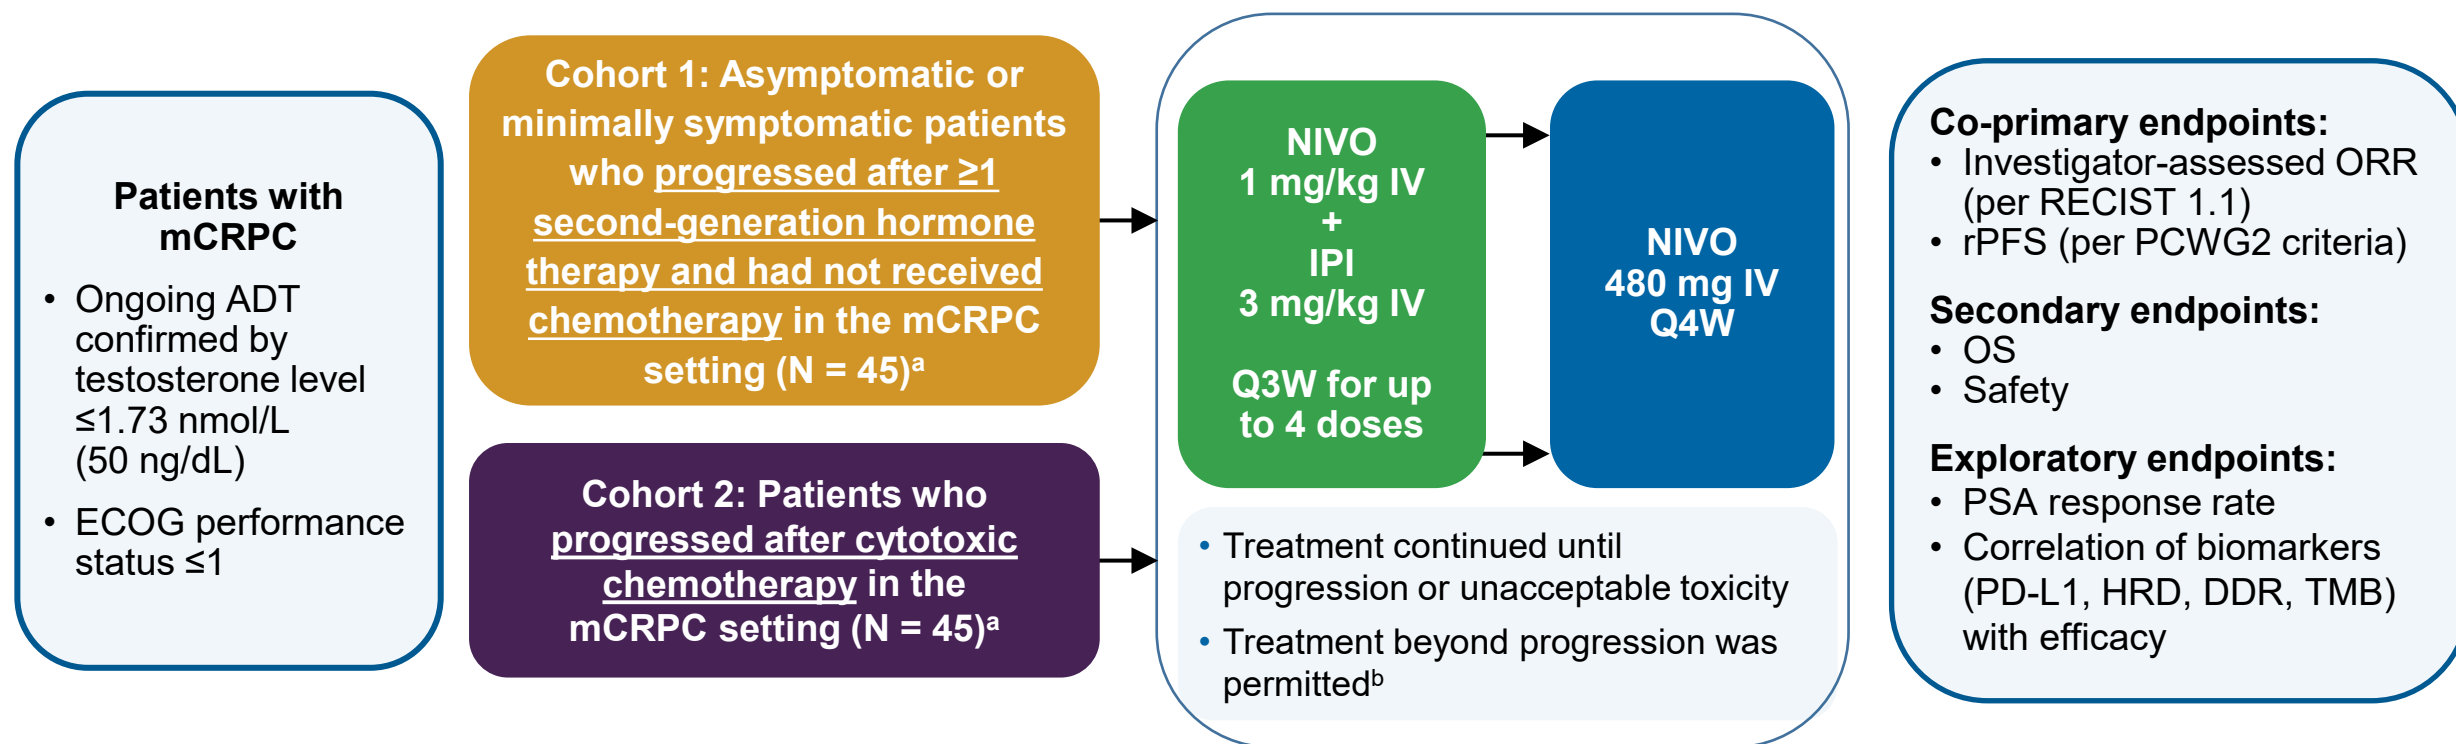 Patients with
mCRPC
• Ongoing ADT
confirmed by
testosterone level
≤1.73 nmol/L
(50 ng/dL)
• ECOG performance
status ≤1
Cohort 1: Asymptomatic or
minimally symptomatic patients
who progressed after ≥1
second-generation hormone
therapy and had not received
chemotherapy in the mCRPC
setting (N = 45)ᵃ
Cohort 2: Patients who
progressed after cytotoxic
chemotherapy in the
mCRPC setting (N = 45)ᵃ
NIVO
1 mg/kg IV
+
IPI
3 mg/kg IV
Q3W for up
to 4 doses
NIVO
480 mg IV
Q4W
• Treatment continued until
progression or unacceptable toxicity
• Treatment beyond progression was
permittedᵇ
Co-primary endpoints:
• Investigator-assessed ORR
(per RECIST 1.1)
• rPFS (per PCWG2 criteria)
Secondary endpoints:
• OS
• Safety
Exploratory endpoints:
• PSA response rate
• Correlation of biomarkers
(PD-L1, HRD, DDR, TMB)
with efficacy